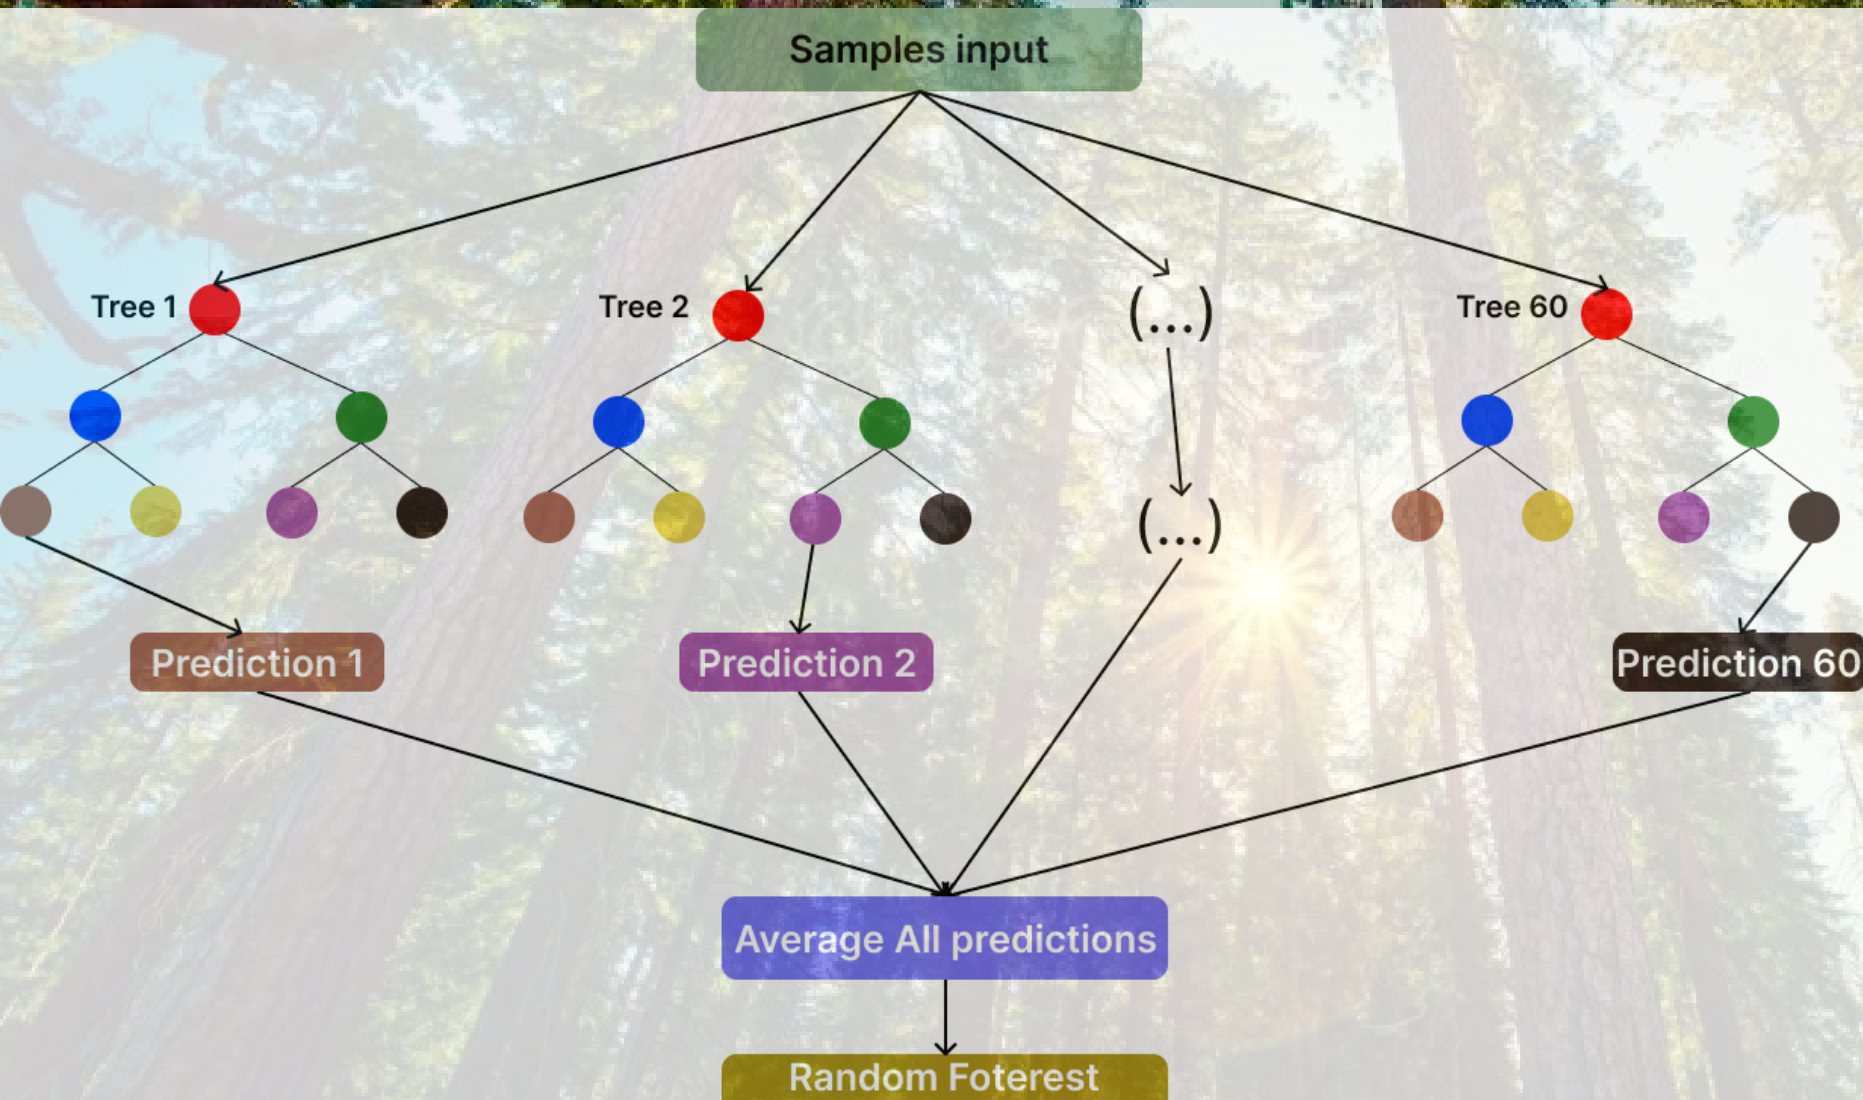 Samples input
Tree 1
Tree 2
(...)
Tree 60
(...)
Prediction 1
Prediction 2
Prediction 60
Average All predictions
Random Foterest